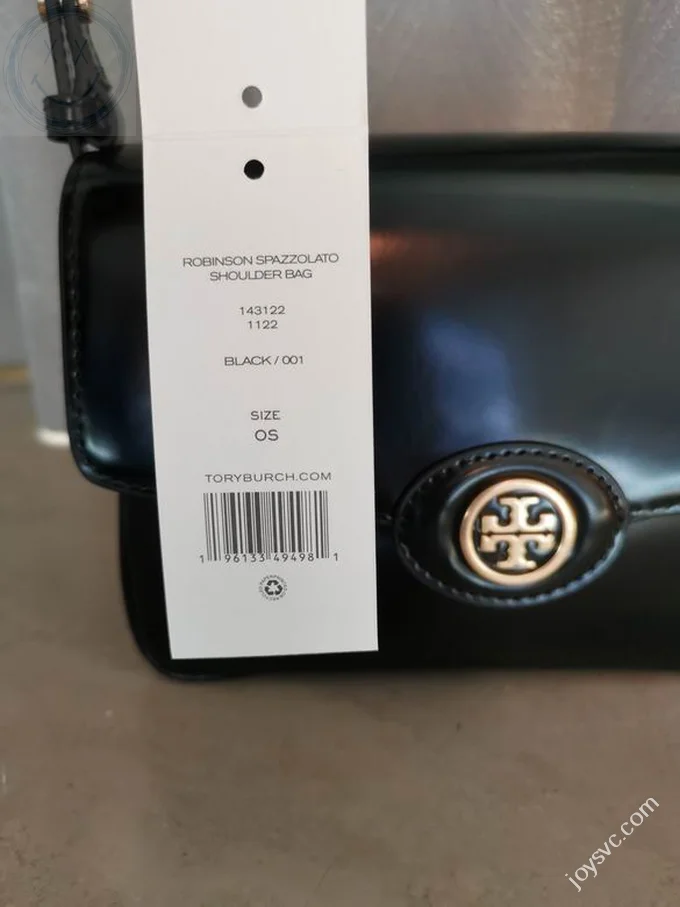 ROBINSON SPAZZOLATO
SHOULDER BAG
143122
1122
BLACK / 001
SIZE
OS
TORYBURCH.COM
1 96133 49498 1
joysvc.com